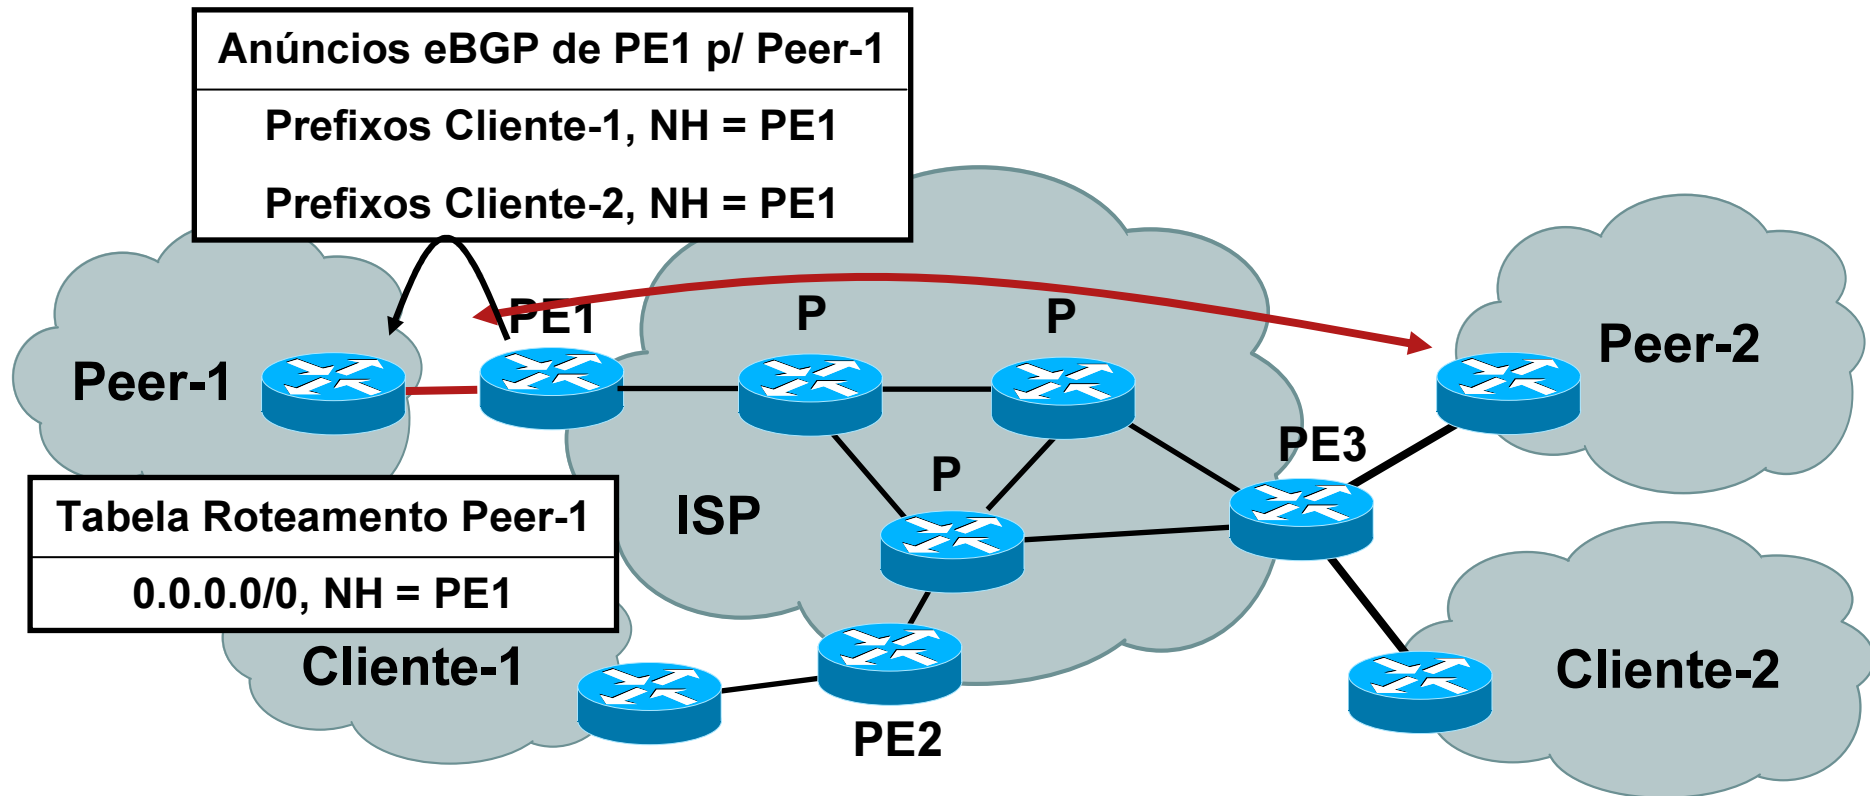 Anúncios eBGP de PE1 p/ Peer-1
Prefixos Cliente-1, NH = PE1
Prefixos Cliente-2, NH = PE1
PE1
P
P
Peer-1
Peer-2
PE3
P
ISP
Tabela Roteamento Peer-1
0.0.0.0/0, NH = PE1
Cliente-1
Cliente-2
PE2